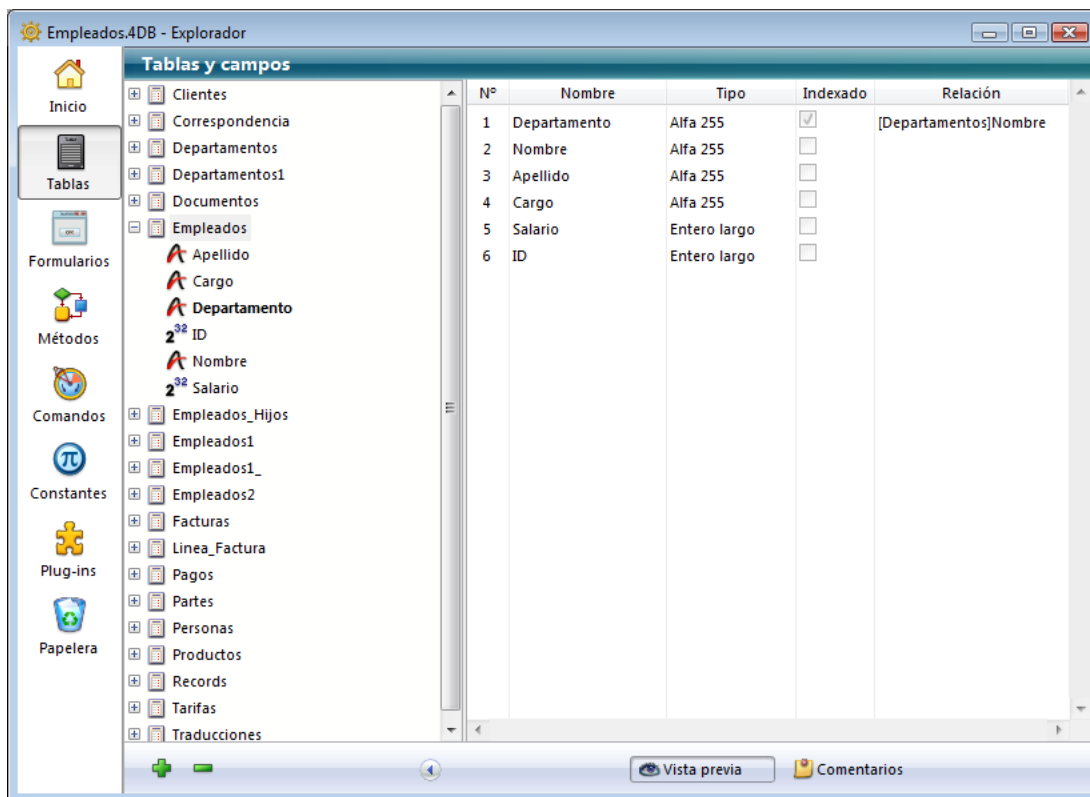 Empleados.4DB - Explorador
Inicio
Tablas
Formularios
Métodos
Comandos
Constantes
Plug-ins
Papelera
Tablas y campos
Clientes
Correspondencia
Departamentos
Departamentos1
Documentos
Empleados
Apellido
Cargo
Departamento
2³² ID
Nombre
2³² Salario
Empleados_Hijos
Empleados1
Empleados1_
Empleados2
Facturas
Linea_Factura
Pagos
Partes
Personas
Productos
Records
Tarifas
Traducciones
Nº Nombre Tipo Indexado Relación
1 Departamento Alfa 255 [Departamentos]Nombre
2 Nombre Alfa 255
3 Apellido Alfa 255
4 Cargo Alfa 255
5 Salario Entero largo
6 ID Entero largo
Vista previa Comentarios